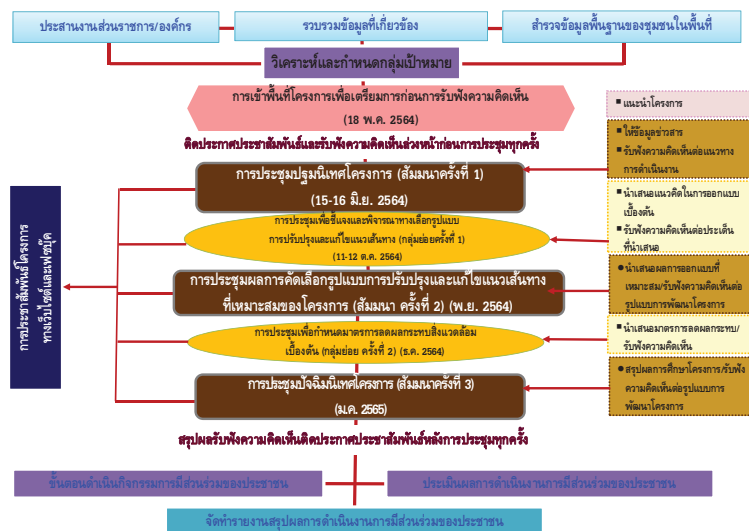 ประสานงานส่วนราชการ/องค์กร
รวบรวมข้อมูลที่เกี่ยวข้อง
สำรวจข้อมูลพื้นฐานของชุมชนในพื้นที่
วิเคราะห์และกำหนดกลุ่มเป้าหมาย
การเข้าพื้นที่โครงการเพื่อเตรียมการก่อนการรับฟังความคิดเห็น
(18 พ.ค. 2564)
ติดประกาศประชาสัมพันธ์และรับฟังความคิดเห็นล่วงหน้าก่อนการประชุมทุกครั้ง
การประชุมปฐมนิเทศโครงการ (สัมมนาครั้งที่ 1)
(15-16 มิ.ย. 2564)
การประชุมเพื่อชี้แจงและพิจารณาทางเลือกรูปแบบ
การปรับปรุงและแก้ไขแนวเส้นทาง (กลุ่มย่อยครั้งที่ 1)
(11-12 ต.ค. 2564)
การประชุมผลการคัดเลือกรูปแบบการปรับปรุงและแก้ไขแนวเส้นทาง
ที่เหมาะสมของโครงการ (สัมมนา ครั้งที่ 2) (พ.ย. 2564)
การประชุมเพื่อกำหนดมาตรการลดผลกระทบสิ่งแวดล้อม
เบื้องต้น (กลุ่มย่อย ครั้งที่ 2) (ธ.ค. 2564)
การประชุมปัจฉิมนิเทศโครงการ (สัมมนาครั้งที่ 3)
(ม.ค. 2565)
สรุปผลรับฟังความคิดเห็นติดประกาศประชาสัมพันธ์หลังการประชุมทุกครั้ง
การประชาสัมพันธ์โครงการ
ทางเว็บไซต์และเฟซบุ๊ค
■ แนะนำโครงการ
■ ให้ข้อมูลข่าวสาร
■ รับฟังความคิดเห็นต่อแนวทาง
การดำเนินงาน
■ นำเสนอแนวคิดในการออกแบบ
เบื้องต้น
■ รับฟังความคิดเห็นต่อประเด็น
ที่นำเสนอ
● นำเสนอผลการออกแบบที่
เหมาะสม/รับฟังความคิดเห็นต่อ
รูปแบบการพัฒนาโครงการ
■ นำเสนอมาตรการลดผลกระทบ/
รับฟังความคิดเห็น
● สรุปผลการศึกษาโครงการ/รับฟัง
ความคิดเห็นต่อรูปแบบการ
พัฒนาโครงการ
ขั้นตอนดำเนินกิจกรรมการมีส่วนร่วมของประชาชน
ประเมินผลการดำเนินงานการมีส่วนร่วมของประชาชน
จัดทำรายงานสรุปผลการดำเนินงานการมีส่วนร่วมของประชาชน